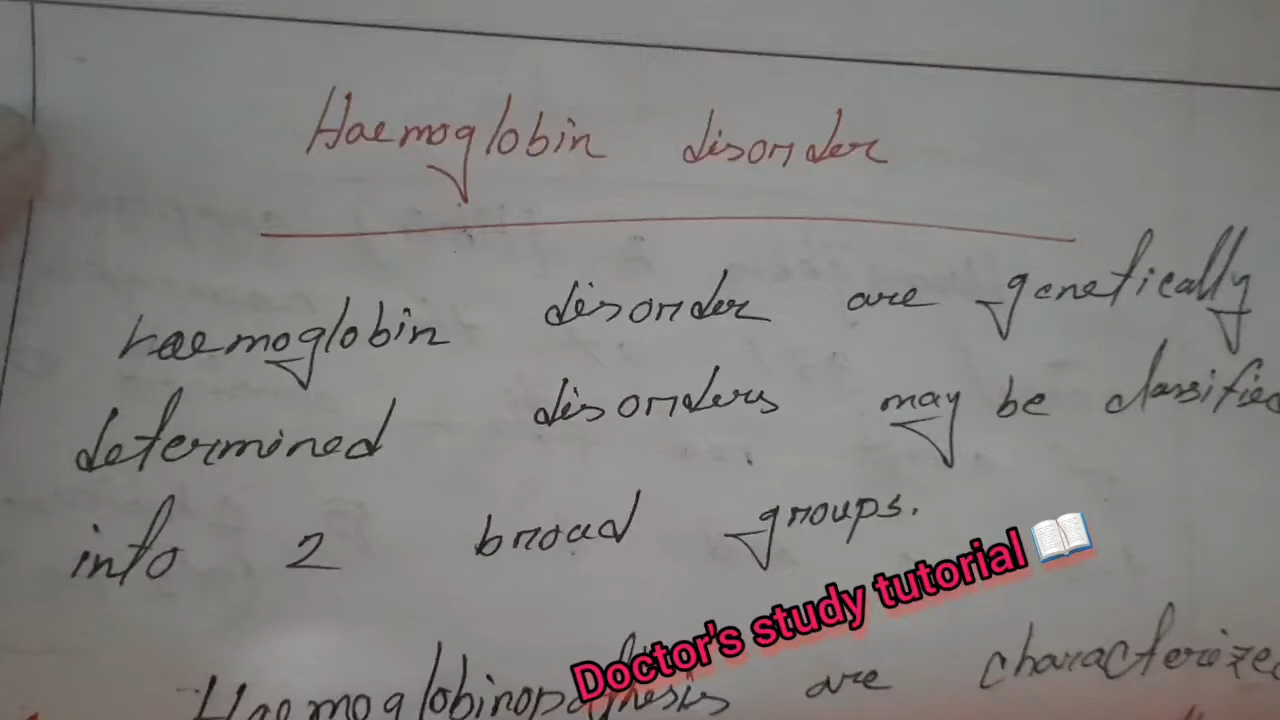 Haemoglobin disorder
haemoglobin disorder are genetically
determined disorders may be classified
into 2 broad groups.
Doctor's study tutorial 📖
are characterized